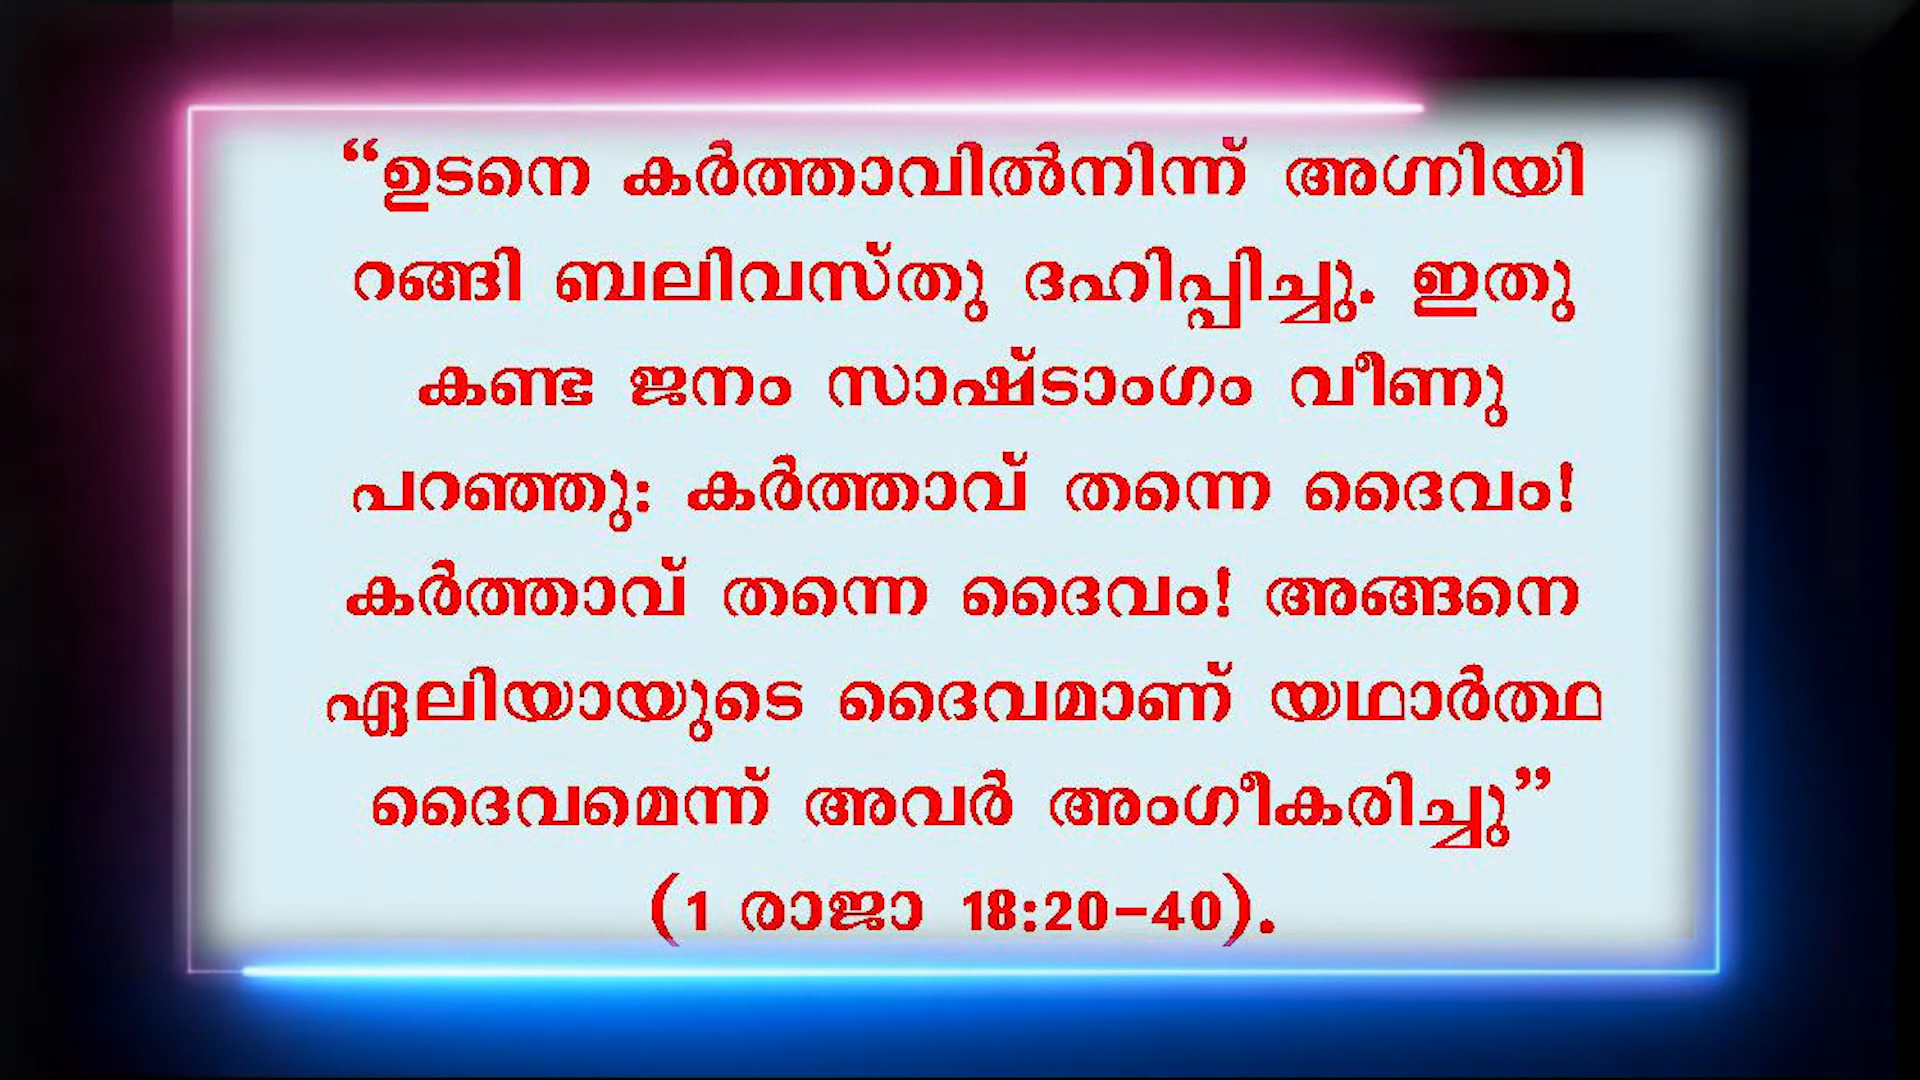 “ഉടനെ കർത്താവിൽനിന്ന് അഗ്നിയി
റങ്ങി ബലിവസ്തു ദഹിപ്പിച്ചു. ഇതു
കണ്ട ജനം സാഷ്ടാംഗം വീണു
പറഞ്ഞു: കർത്താവ് തന്നെ ദൈവം!
കർത്താവ് തന്നെ ദൈവം! അങ്ങനെ
ഏലിയായുടെ ദൈവമാണ് യഥാർത്ഥ
ദൈവമെന്ന് അവർ അംഗീകരിച്ചു”
(1 രാജാ 18:20-40).